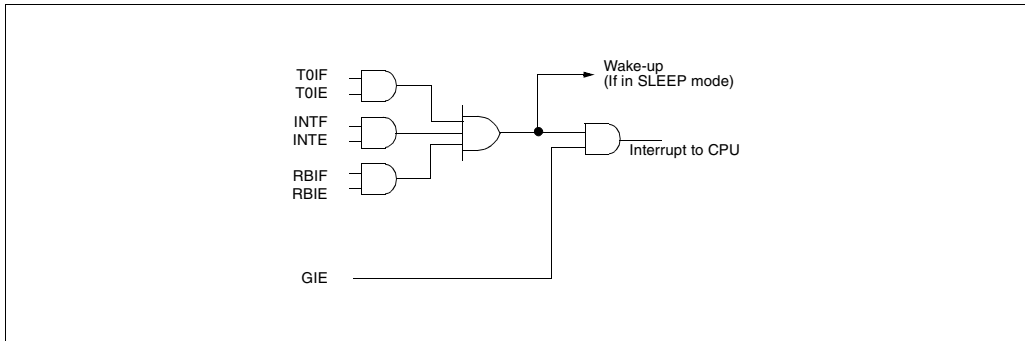 T0IF
T0IE
INTF
INTE
RBIF
RBIE
GIE
Wake-up
(If in SLEEP mode)
Interrupt to CPU